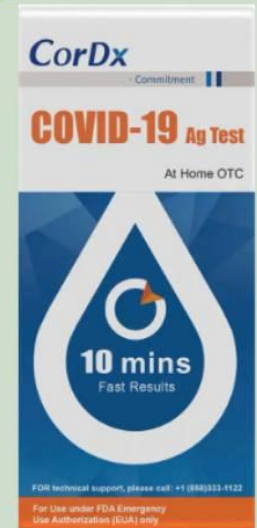 CorDx
Commitment
COVID-19 Ag Test
At Home OTC
10 mins
Fast Results
FOR technical support, please call: +1 (858)333-1122
For Use under FDA Emergency
Use Authorization (EUA) only